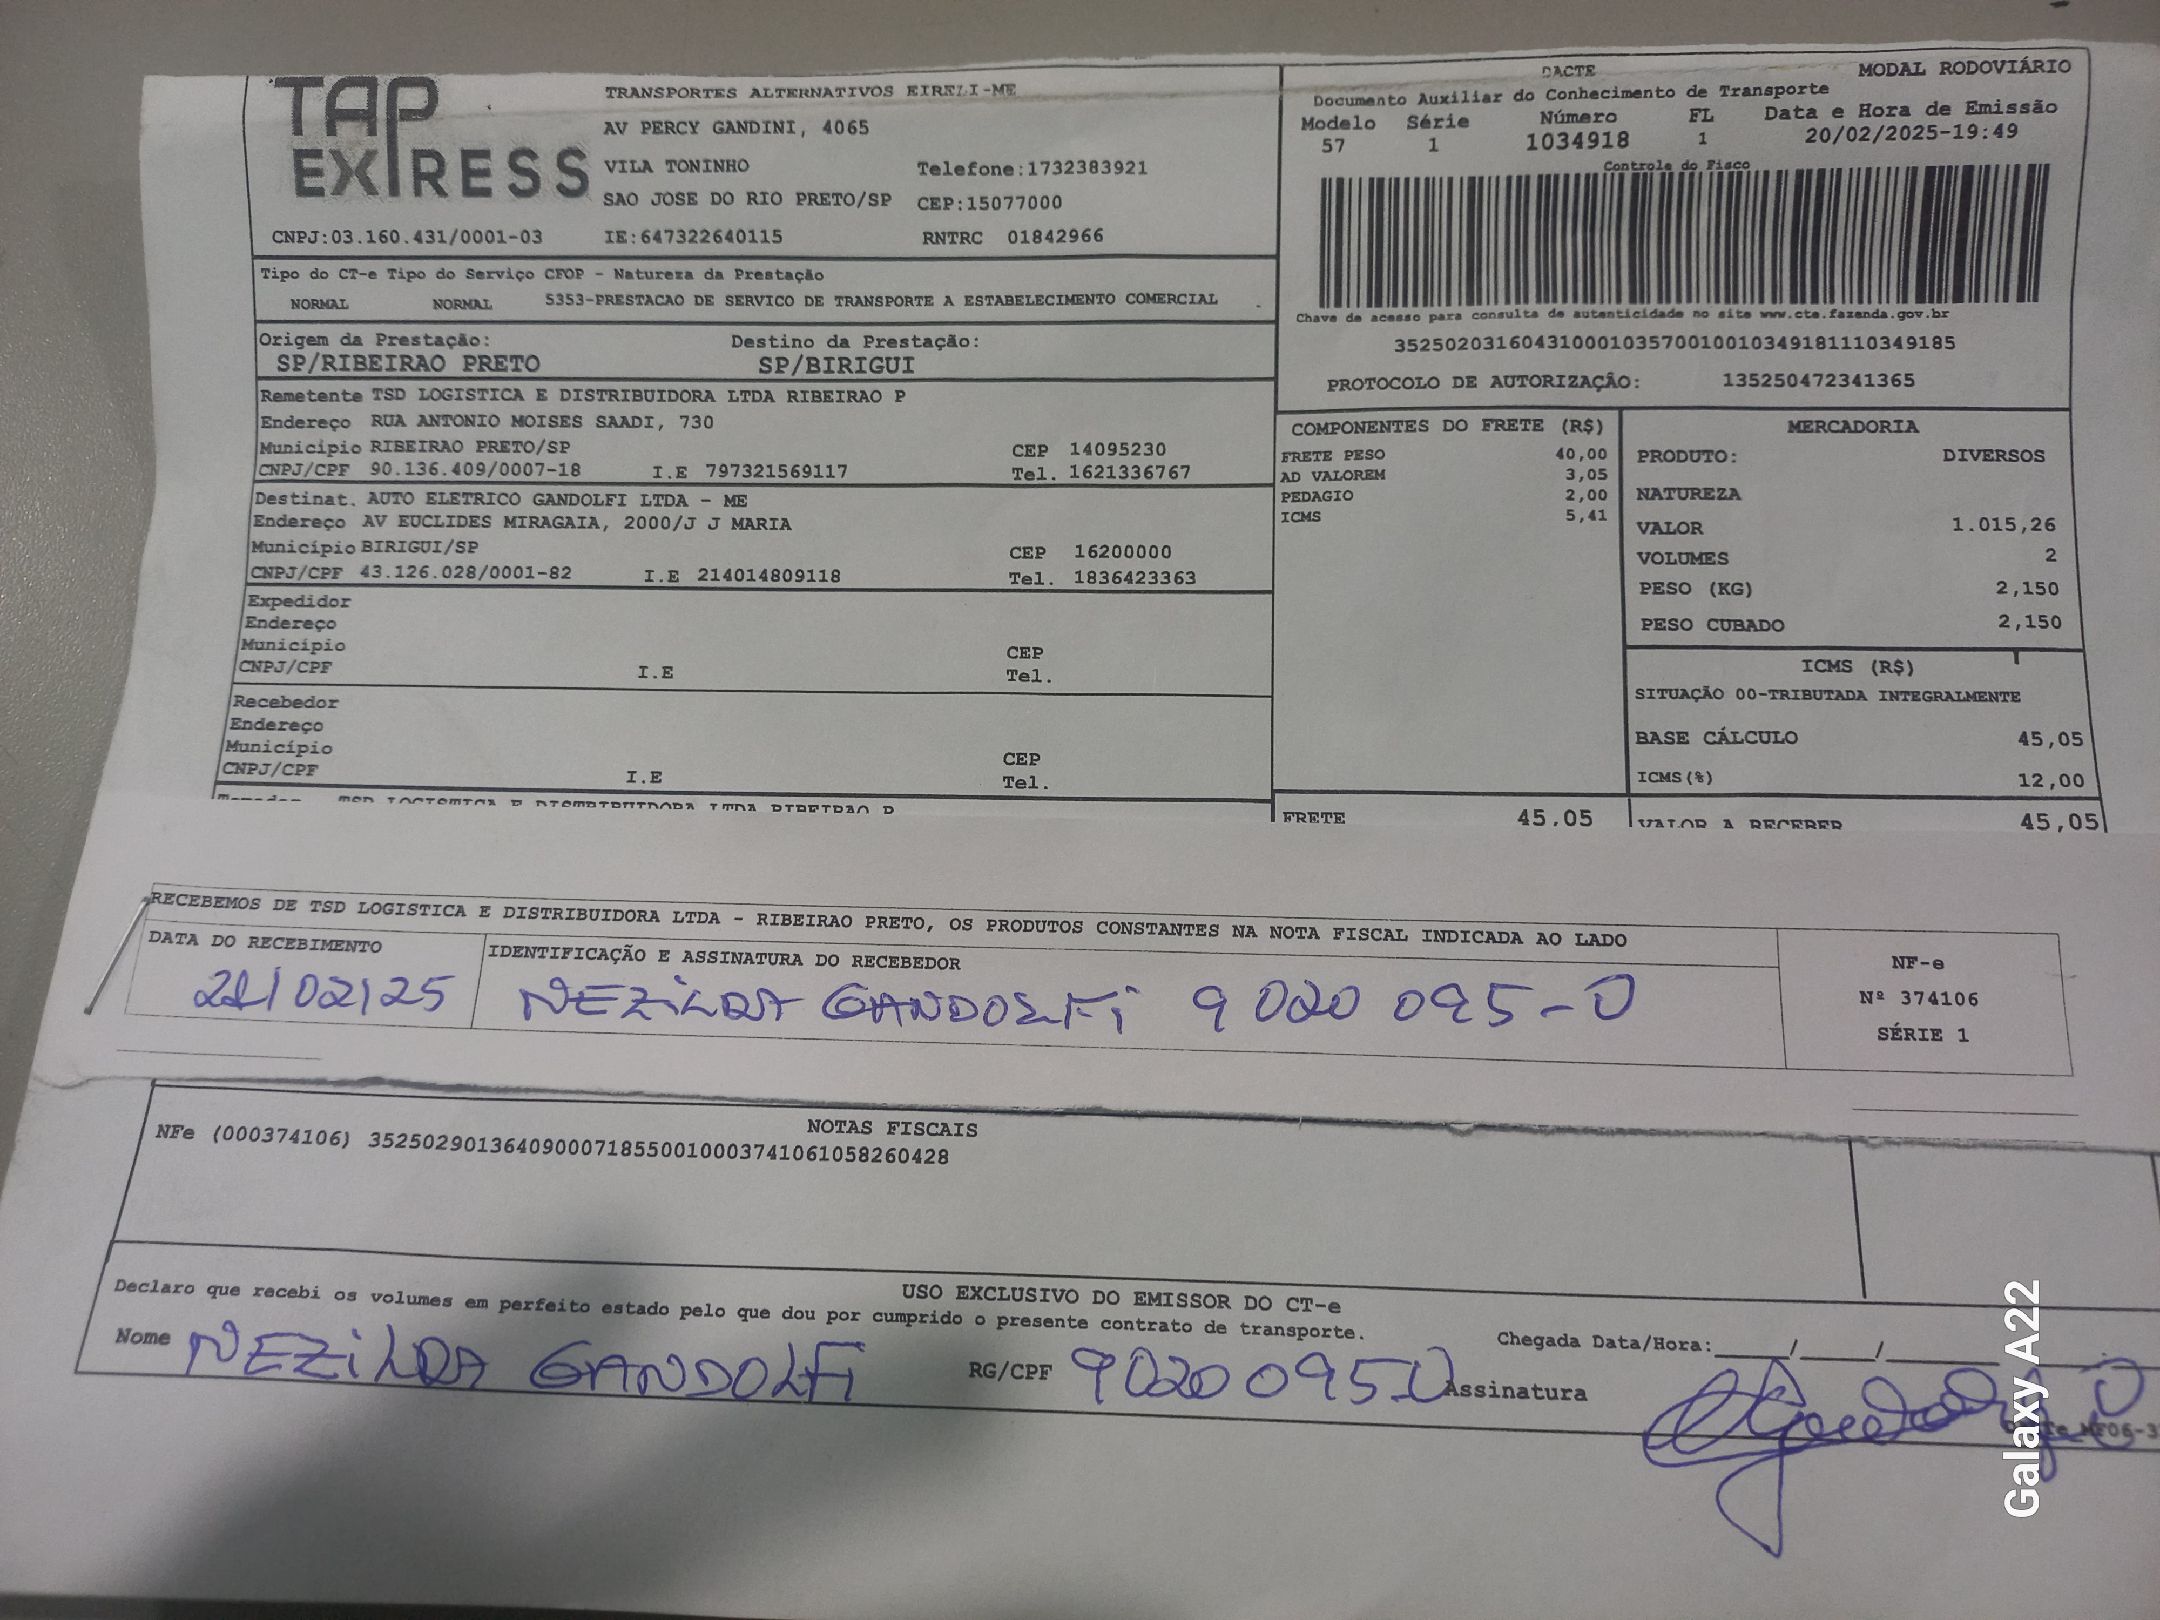 TAP EXPRESS
TRANSPORTES ALTERNATIVOS EIRELI-ME
AV PERCY GANDINI, 4065
VILA TONINHO Telefone:1732383921
SAO JOSE DO RIO PRETO/SP CEP:15077000
CNPJ:03.160.431/0001-03 IE:647322640115 RNTRC 01842966
DACTE MODAL RODOVIÁRIO
Documento Auxiliar do Conhecimento de Transporte
Modelo Série Número FL Data e Hora de Emissão
57 1 1034918 1 20/02/2025-19:49
Controle do Fisco
Chave de acesso para consulta de autenticidade no site www.cte.fazenda.gov.br
35250203160431000103570010010349181110349185
PROTOCOLO DE AUTORIZAÇÃO: 135250472341365
Tipo do CT-e Tipo do Serviço CFOP - Natureza da Prestação
NORMAL NORMAL 5353-PRESTACAO DE SERVICO DE TRANSPORTE A ESTABELECIMENTO COMERCIAL
Origem da Prestação: Destino da Prestação:
SP/RIBEIRAO PRETO SP/BIRIGUI
Remetente TSD LOGISTICA E DISTRIBUIDORA LTDA RIBEIRAO P
Endereço RUA ANTONIO MOISES SAADI, 730
Município RIBEIRAO PRETO/SP CEP 14095230
CNPJ/CPF 90.136.409/0007-18 I.E 797321569117 Tel. 1621336767
Destinat. AUTO ELETRICO GANDOLFI LTDA - ME
Endereço AV EUCLIDES MIRAGAIA, 2000/J J MARIA
Município BIRIGUI/SP CEP 16200000
CNPJ/CPF 43.126.028/0001-82 I.E 214014809118 Tel. 1836423363
Expedidor
Endereço
Município CEP
CNPJ/CPF I.E Tel.
Recebedor
Endereço
Município CEP
CNPJ/CPF I.E Tel.
Tomador TSD LOGISTICA E DISTRIBUIDORA LTDA RIBEIRAO P
COMPONENTES DO FRETE (R$)
FRETE PESO 40,00
AD VALOREM 3,05
PEDAGIO 2,00
ICMS 5,41
FRETE 45,05
MERCADORIA
PRODUTO: DIVERSOS
NATUREZA
VALOR 1.015,26
VOLUMES 2
PESO (KG) 2,150
PESO CUBADO 2,150
ICMS (R$)
SITUAÇÃO 00-TRIBUTADA INTEGRALMENTE
BASE CÁLCULO 45,05
ICMS(%) 12,00
VALOR A RECEBER 45,05
RECEBEMOS DE TSD LOGISTICA E DISTRIBUIDORA LTDA - RIBEIRAO PRETO, OS PRODUTOS CONSTANTES NA NOTA FISCAL INDICADA AO LADO
DATA DO RECEBIMENTO IDENTIFICAÇÃO E ASSINATURA DO RECEBEDOR
21/02/25 NEZILDA GANDOLFI 9 020 095-0
NF-e
Nº 374106
SÉRIE 1
NOTAS FISCAIS
NFe (000374106) 35250290136409000718550010003741061058260428
USO EXCLUSIVO DO EMISSOR DO CT-e
Declaro que recebi os volumes em perfeito estado pelo que dou por cumprido o presente contrato de transporte.
Nome NEZILDA GANDOLFI RG/CPF 9020095-0 Assinatura
Chegada Data/Hora:____/____/____
Galaxy A22